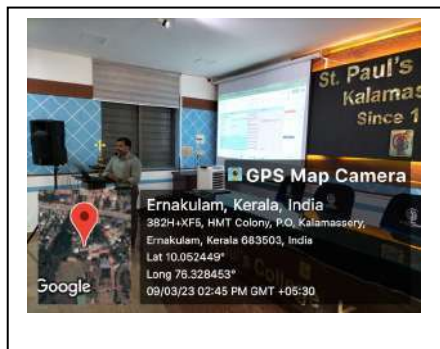 St. Paul's
Kalamas
Since 1
GPS Map Camera
Ernakulam, Kerala, India
382H+XF5, HMT Colony, P.O, Kalamassery,
Ernakulam, Kerala 683503, India
Lat 10.052449°
Long 76.328453°
09/03/23 02:45 PM GMT +05:30
Google